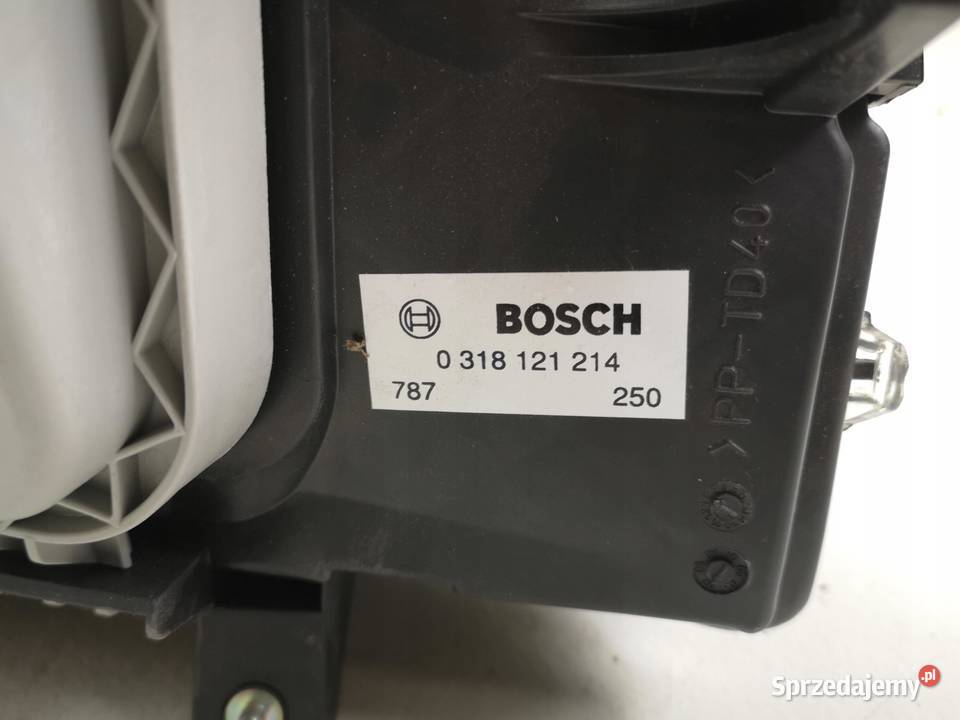 BOSCH
0 318 121 214
787 250
>PP-TD40<
Sprzedajemy.pl